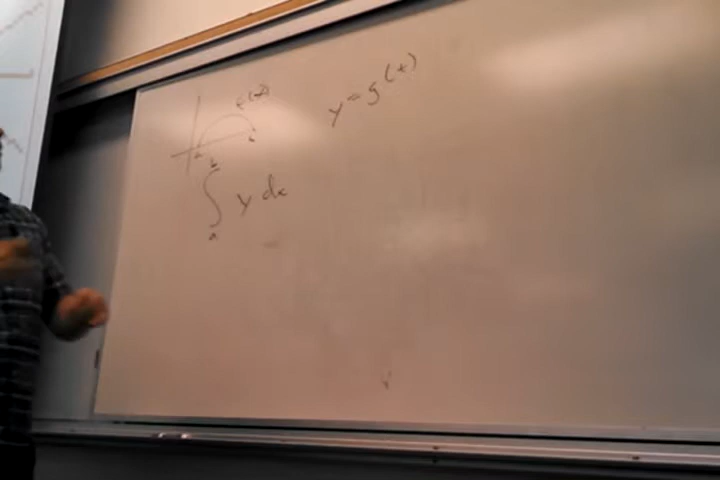 f(x)
y = g(t)
a b
b
∫ y dx
a